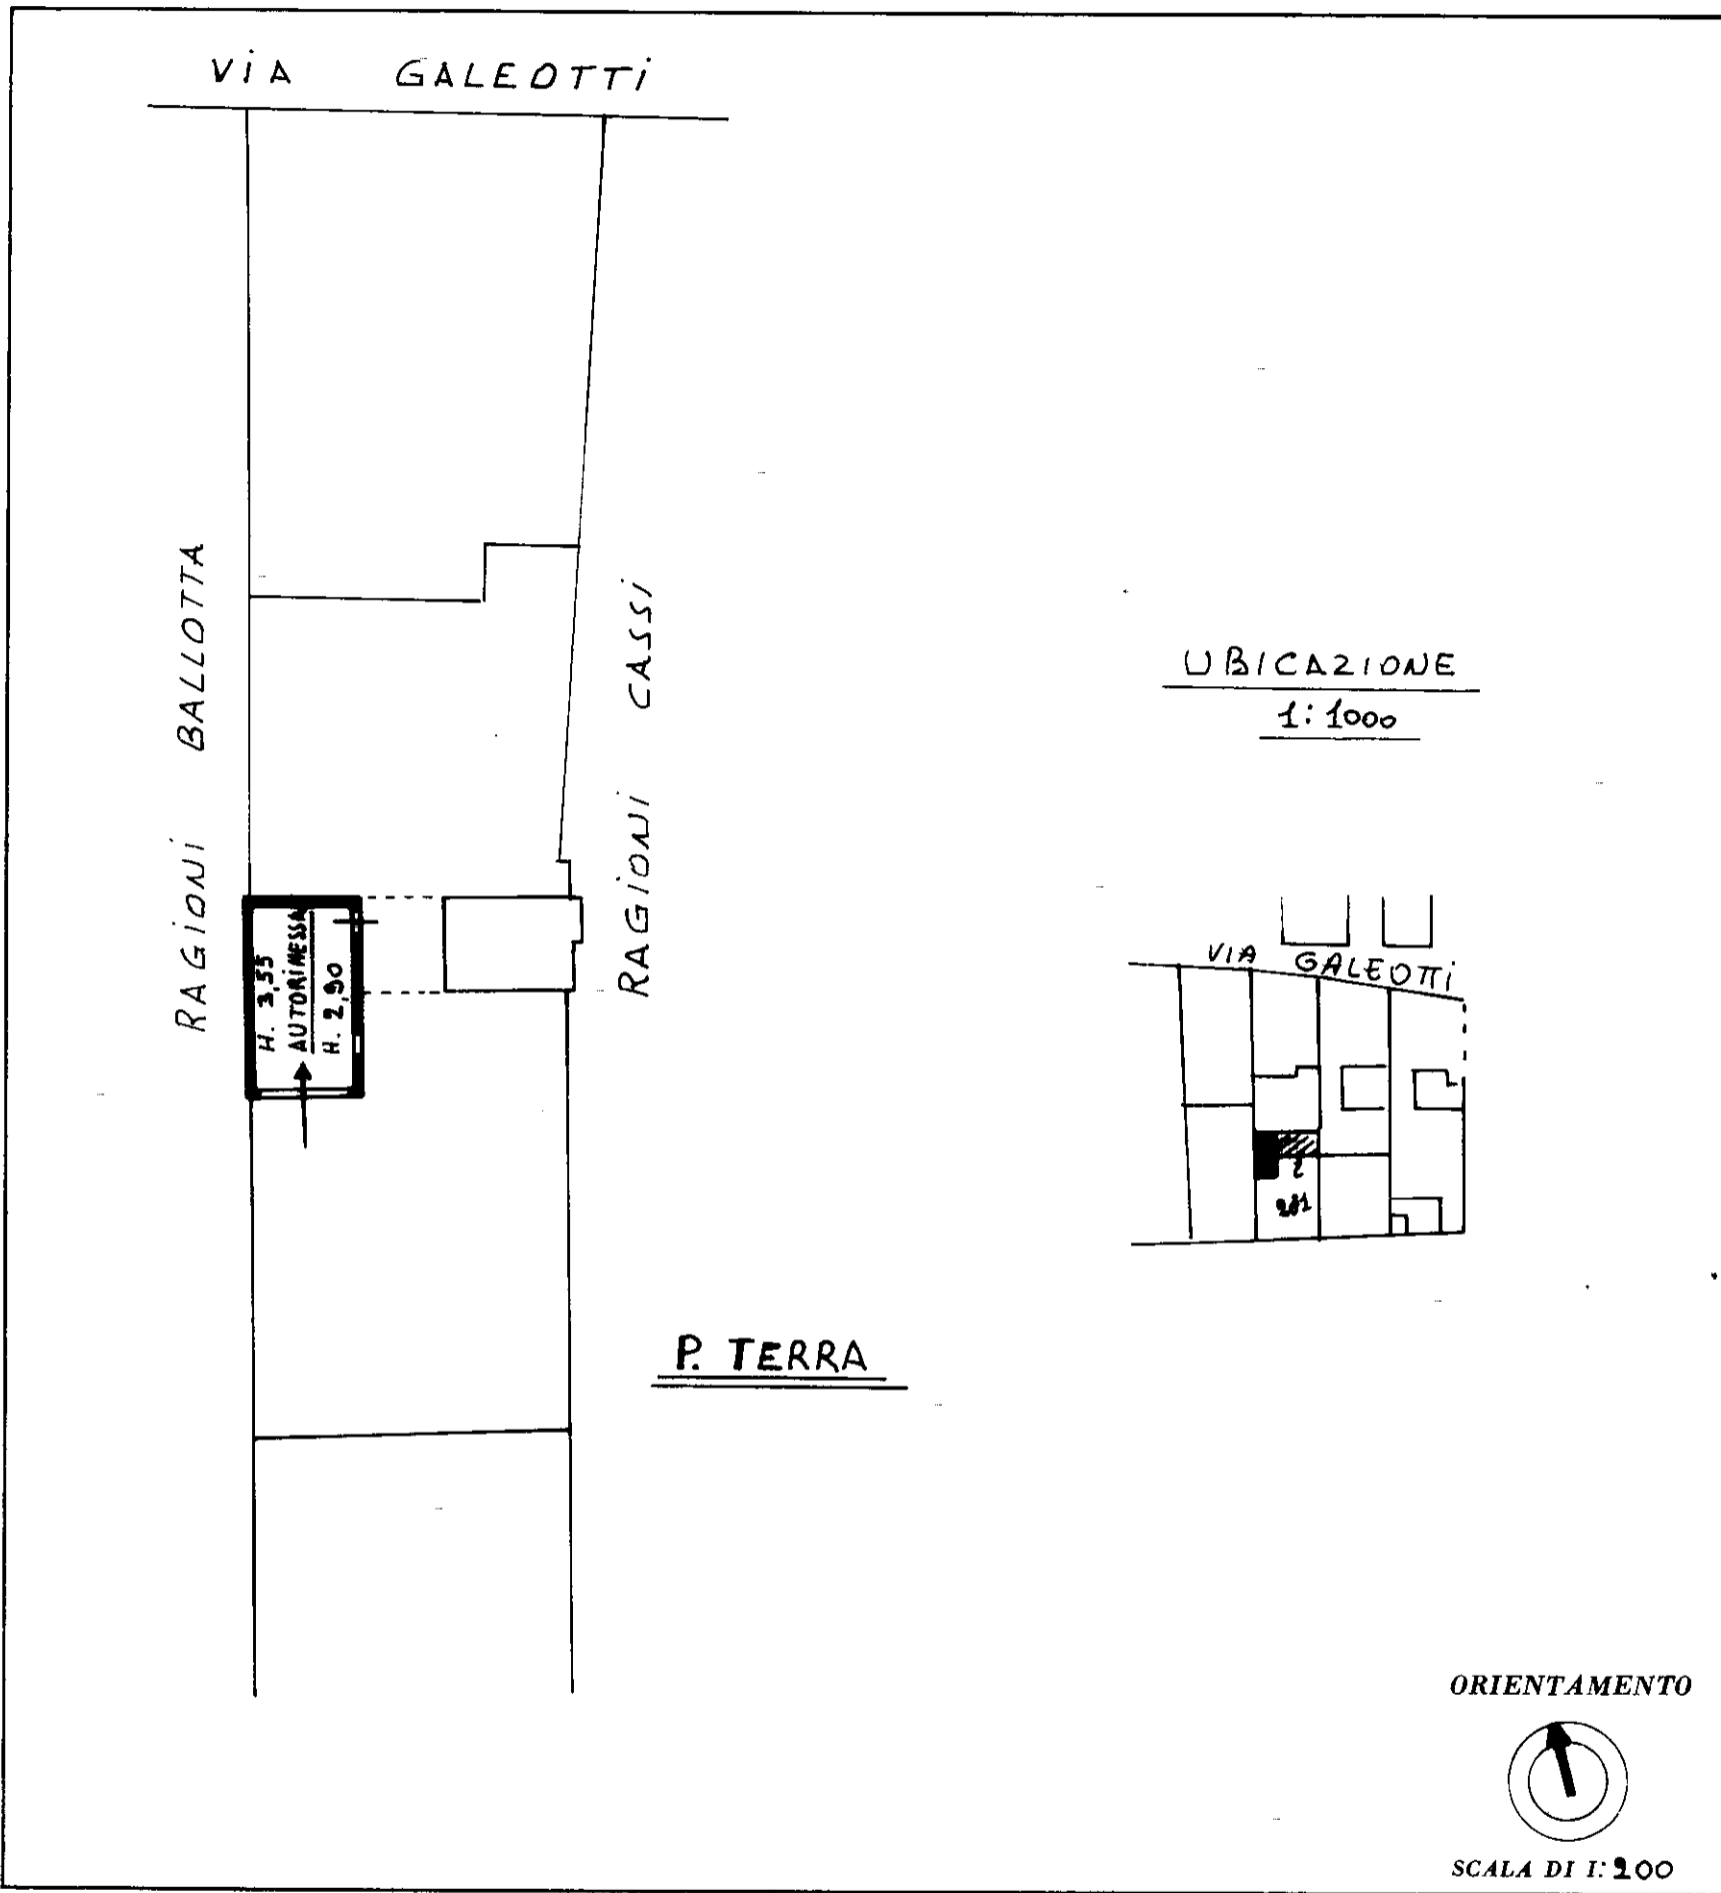 ViA GALEOTTi
RAGiONi BALLOTTA
RAGiONi CASSi
H. 3,55
AUTORIMESSA
H. 2,90
UBICAZIONE
1:1000
VIA GALEOTTi
281
P. TERRA
ORIENTAMENTO
SCALA DI 1:200